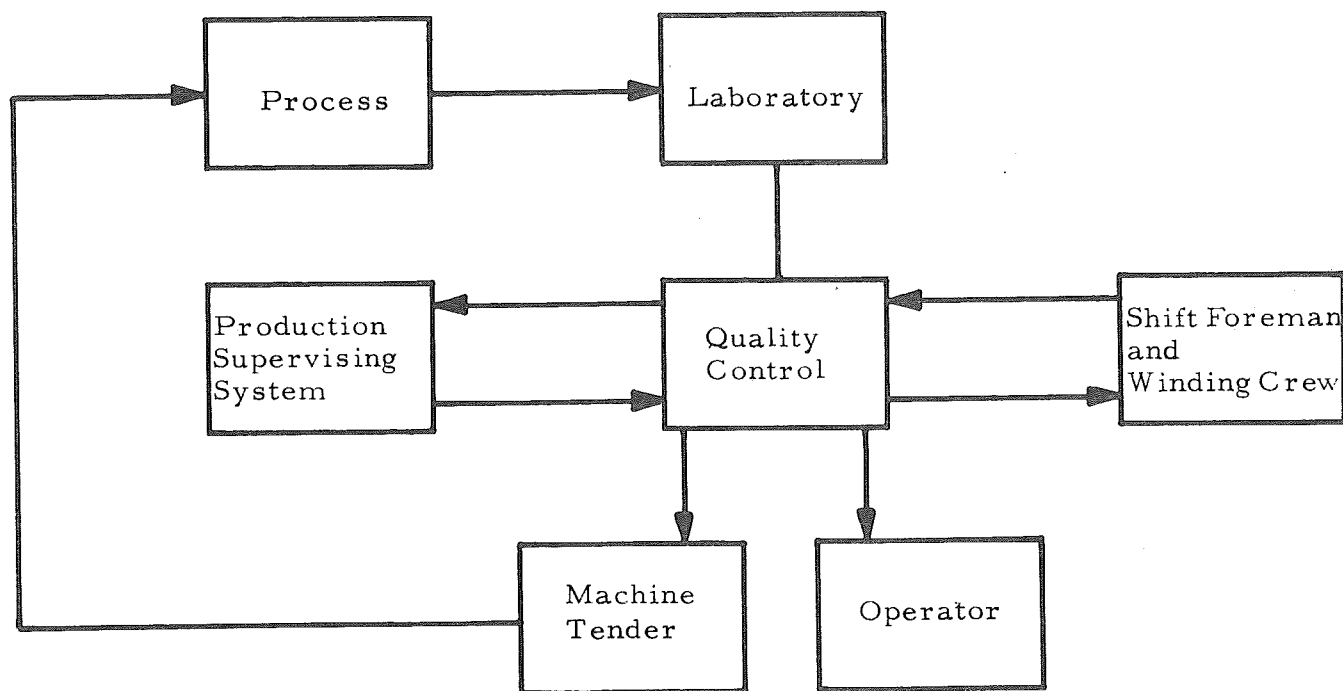 Process
Laboratory
Production
Supervising
System
Quality
Control
Shift Foreman
and
Winding Crew
Machine
Tender
Operator